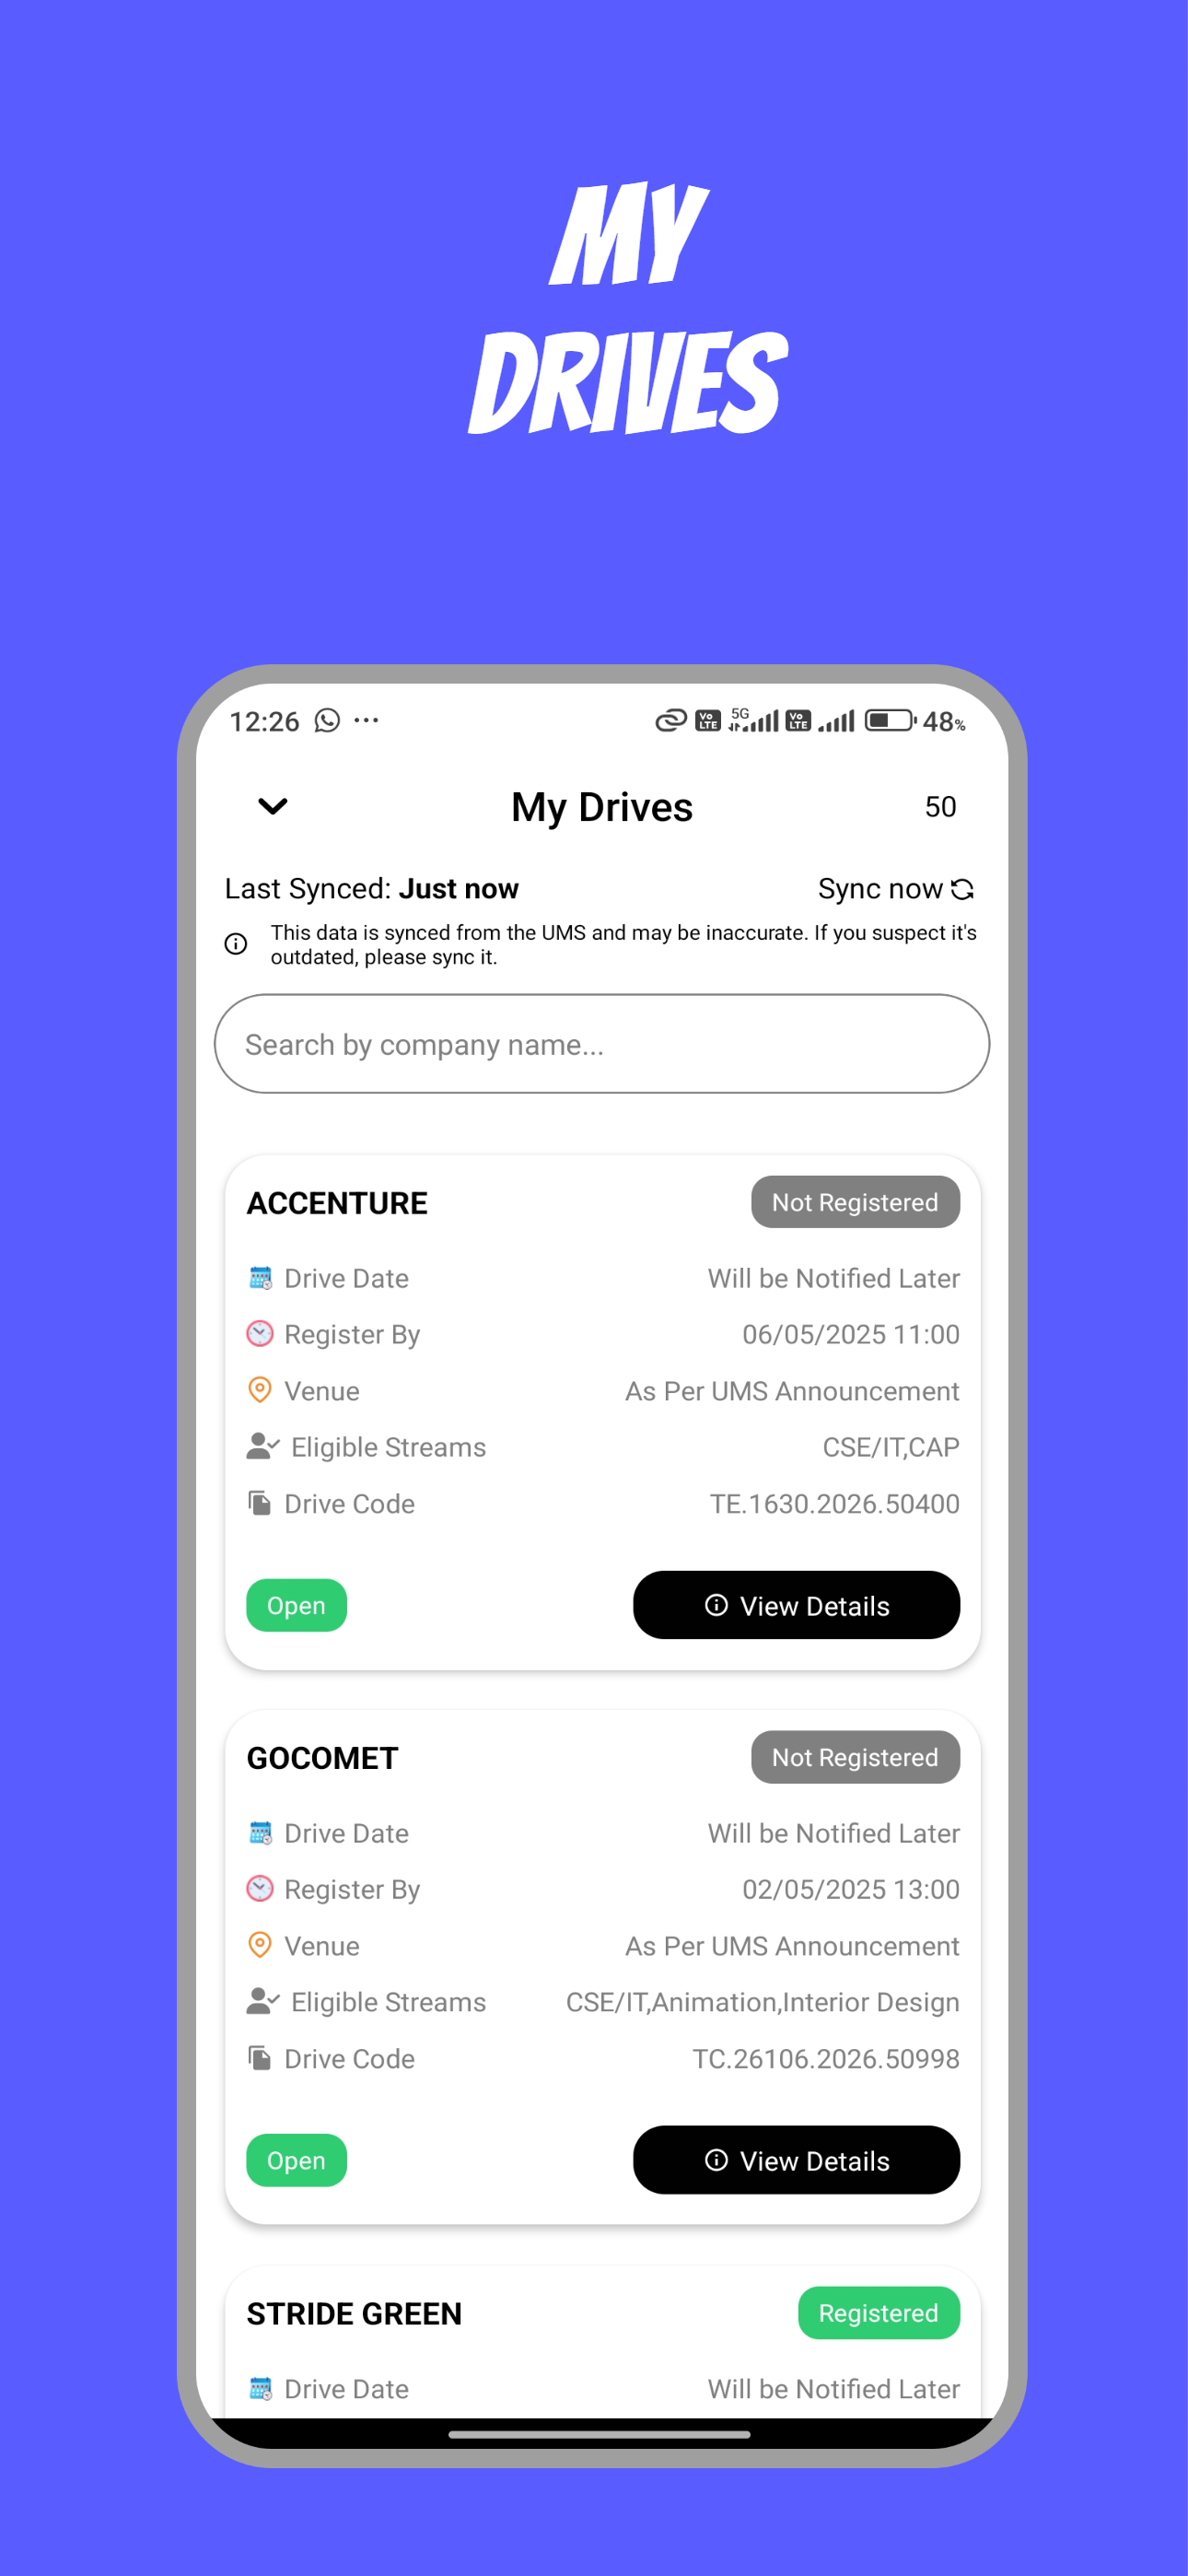 MY
DRIVES
12:26 ... Vo LTE 5G Vo LTE 48%
My Drives 50
Last Synced: Just now Sync now
This data is synced from the UMS and may be inaccurate. If you suspect it's
outdated, please sync it.
Search by company name...
ACCENTURE Not Registered
Drive Date Will be Notified Later
Register By 06/05/2025 11:00
Venue As Per UMS Announcement
Eligible Streams CSE/IT,CAP
Drive Code TE.1630.2026.50400
Open View Details
GOCOMET Not Registered
Drive Date Will be Notified Later
Register By 02/05/2025 13:00
Venue As Per UMS Announcement
Eligible Streams CSE/IT,Animation,Interior Design
Drive Code TC.26106.2026.50998
Open View Details
STRIDE GREEN Registered
Drive Date Will be Notified Later